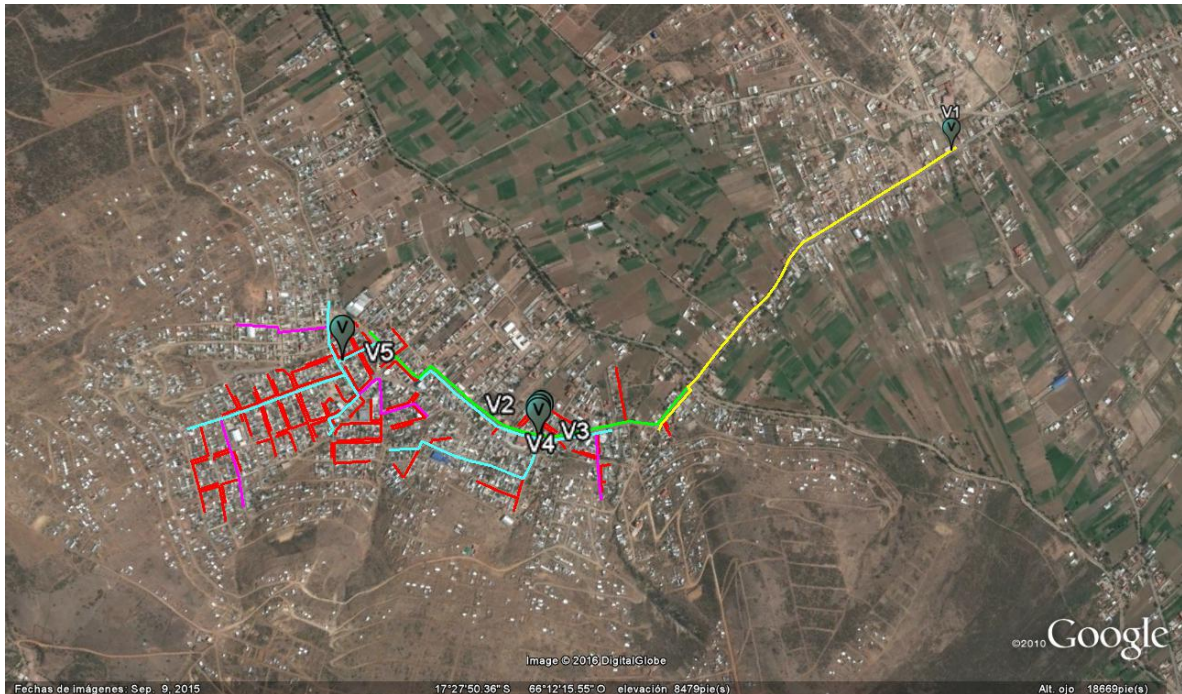 V1
V
V
V5
V2
V
V3
V4
Image © 2016 DigitalGlobe
©2010 Google
Fechas de imágenes: Sep. 9, 2015 17°27'50.36" S 66°12'15.55" O elevación 8479pie(s) Alt. ojo 18669pie(s)